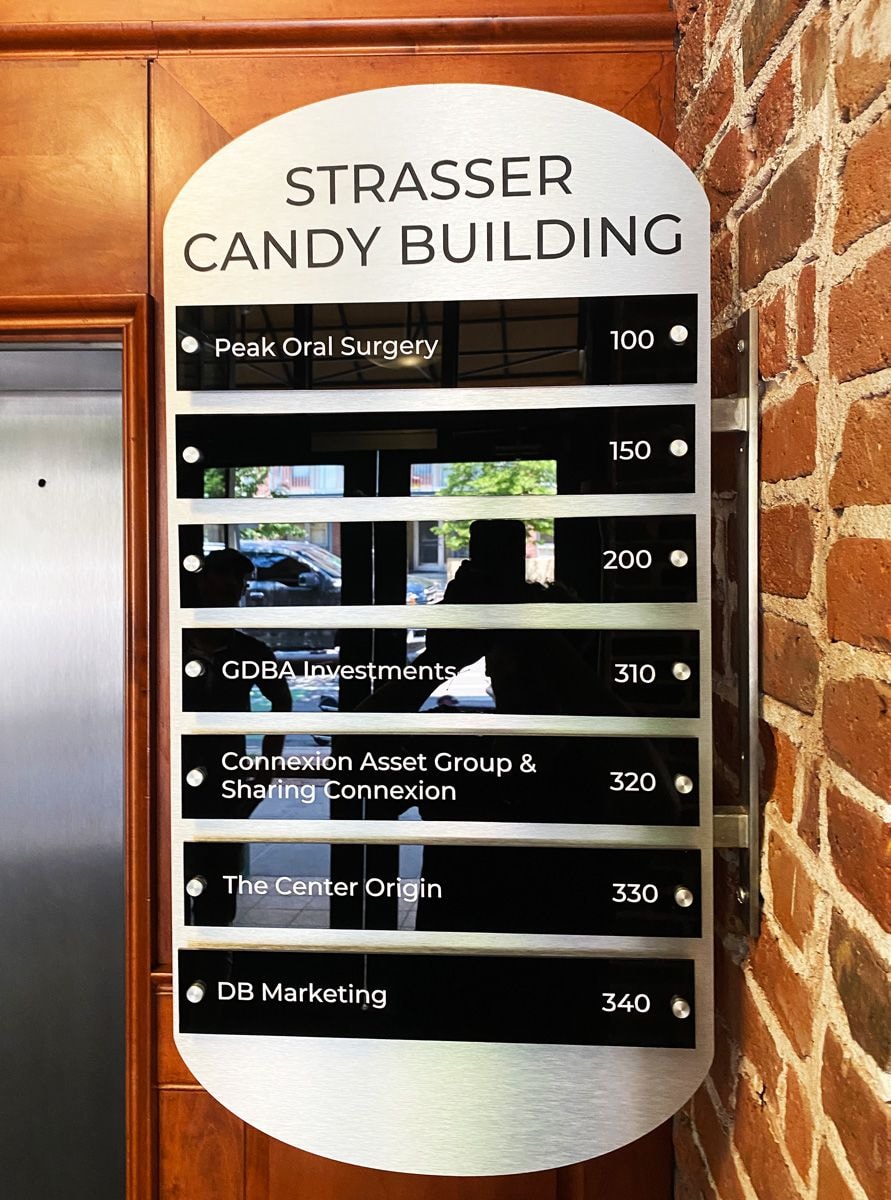 STRASSER
CANDY BUILDING
Peak Oral Surgery 100
150
200
GDBA Investments 310
Connexion Asset Group &
Sharing Connexion 320
The Center Origin 330
DB Marketing 340